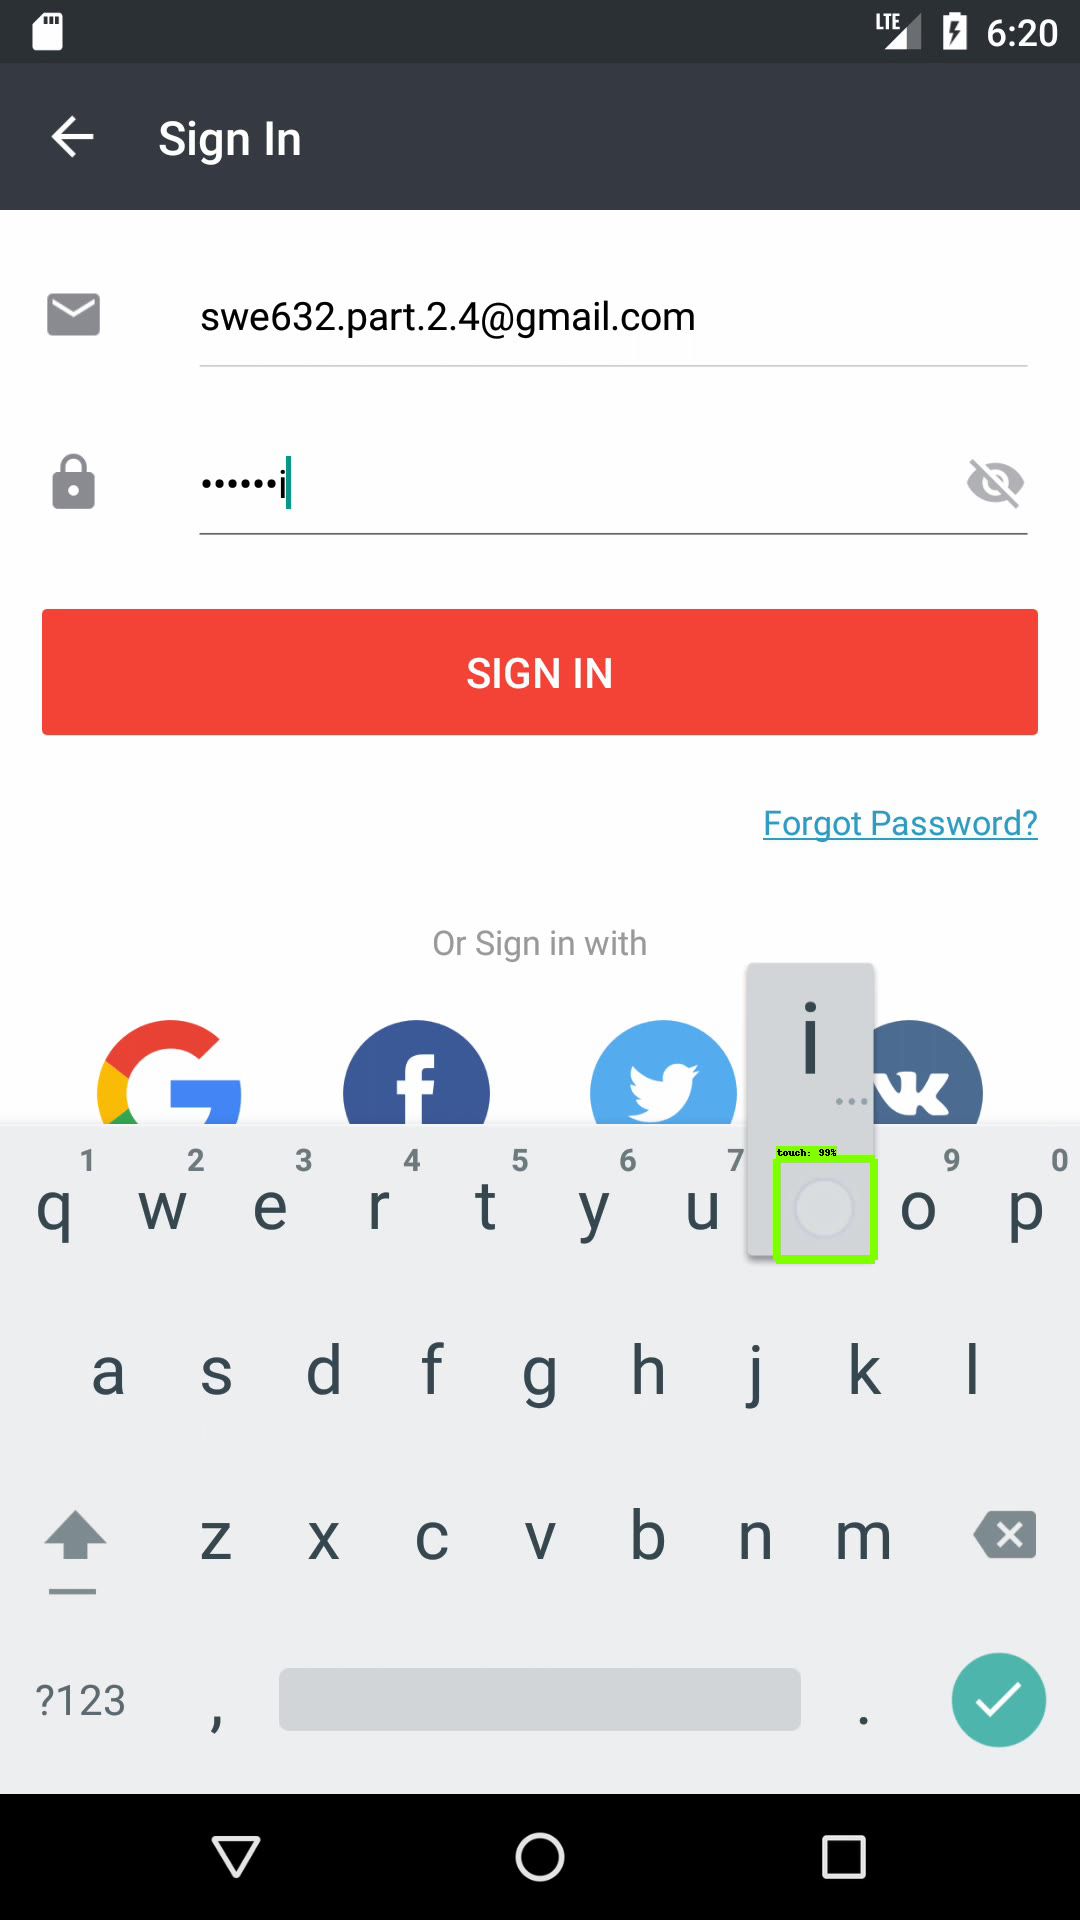 LTE 6:20
Sign In
swe632.part.2.4@gmail.com
••••••i
SIGN IN
Forgot Password?
Or Sign in with
i
...
touch: 99%
1 2 3 4 5 6 7 9 0
q w e r t y u o p
a s d f g h j k l
z x c v b n m
?123 , .